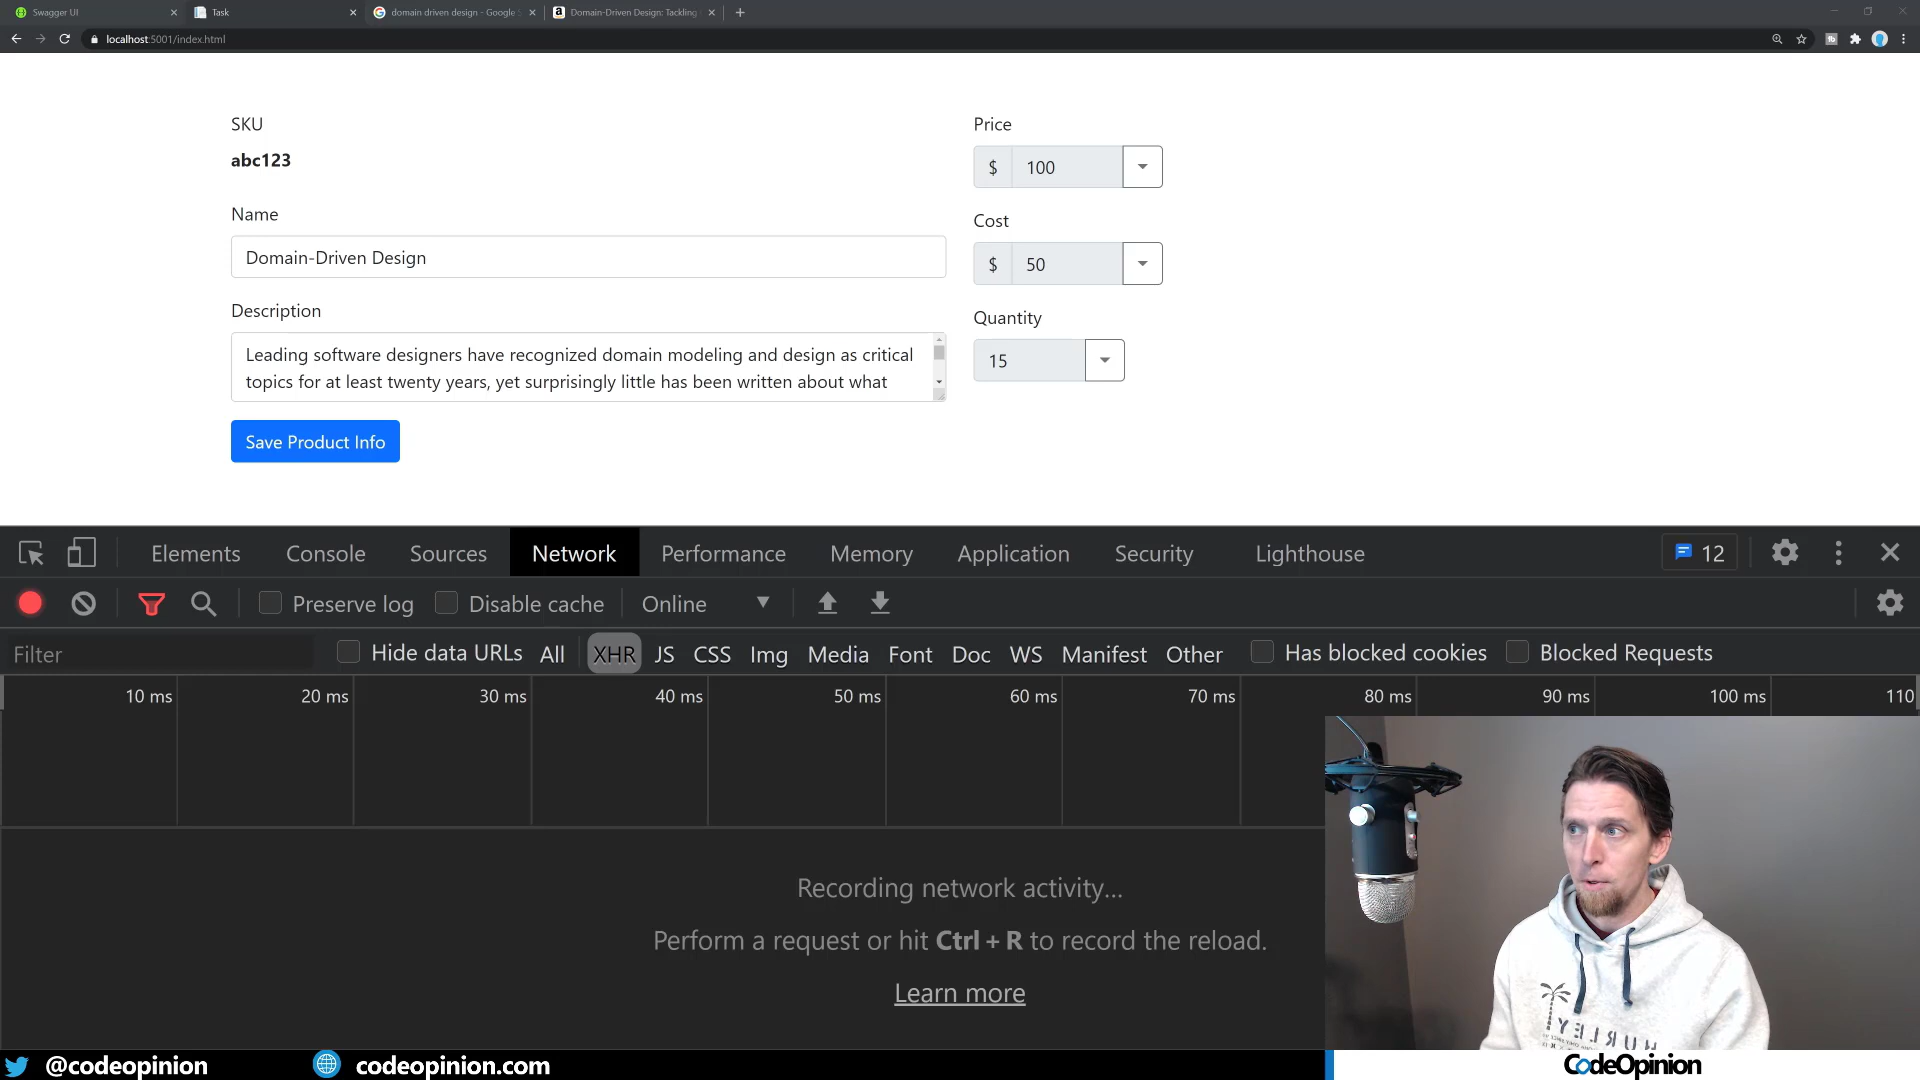 Swagger UI
Task
domain driven design - Google
Domain-Driven Design: Tackling
localhost:5001/index.html
SKU
abc123
Name
Domain-Driven Design
Description
Leading software designers have recognized domain modeling and design as critical
topics for at least twenty years, yet surprisingly little has been written about what
Save Product Info
Price
$ 100
Cost
$ 50
Quantity
15
Elements Console Sources Network Performance Memory Application Security Lighthouse 12
Preserve log Disable cache Online
Filter Hide data URLs All XHR JS CSS Img Media Font Doc WS Manifest Other Has blocked cookies Blocked Requests
10 ms 20 ms 30 ms 40 ms 50 ms 60 ms 70 ms 80 ms 90 ms 100 ms 110
Recording network activity...
Perform a request or hit Ctrl + R to record the reload.
Learn more
HURLEY
@codeopinion
codeopinion.com
CodeOpinion